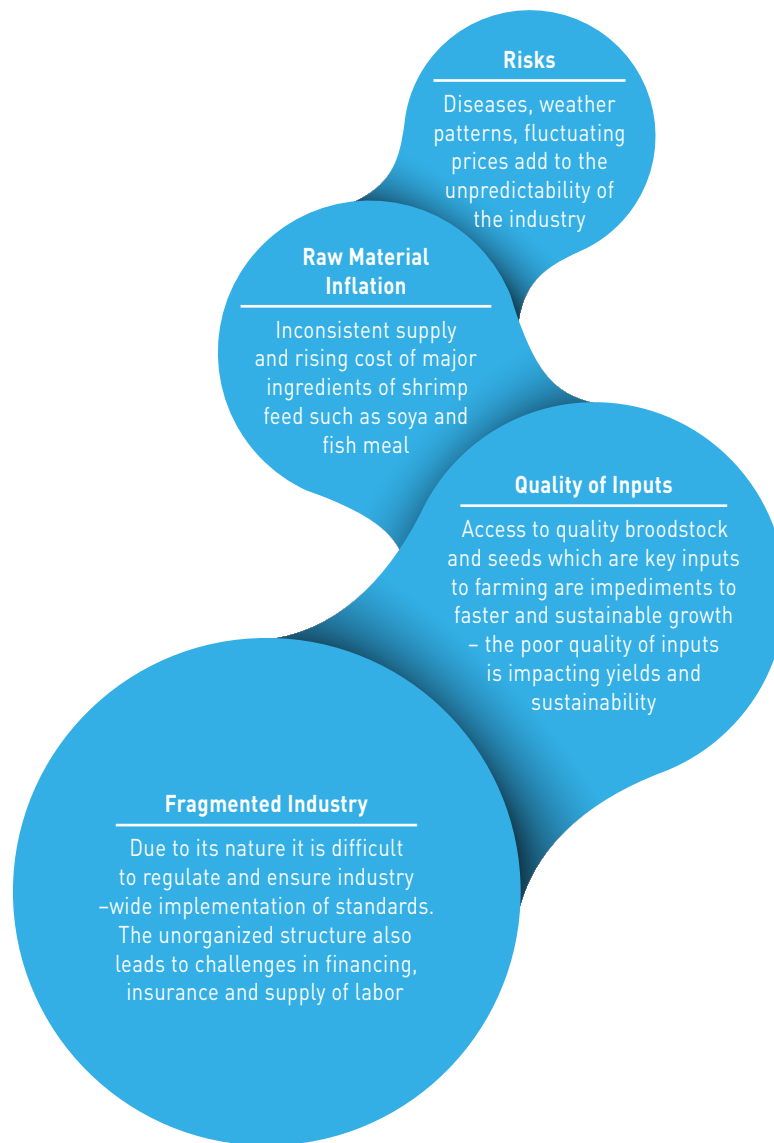 Risks
Diseases, weather
patterns, fluctuating
prices add to the
unpredictability of
the industry
Raw Material
Inflation
Inconsistent supply
and rising cost of major
ingredients of shrimp
feed such as soya and
fish meal
Quality of Inputs
Access to quality broodstock
and seeds which are key inputs
to farming are impediments to
faster and sustainable growth
– the poor quality of inputs
is impacting yields and
sustainability
Fragmented Industry
Due to its nature it is difficult
to regulate and ensure industry
–wide implementation of standards.
The unorganized structure also
leads to challenges in financing,
insurance and supply of labor